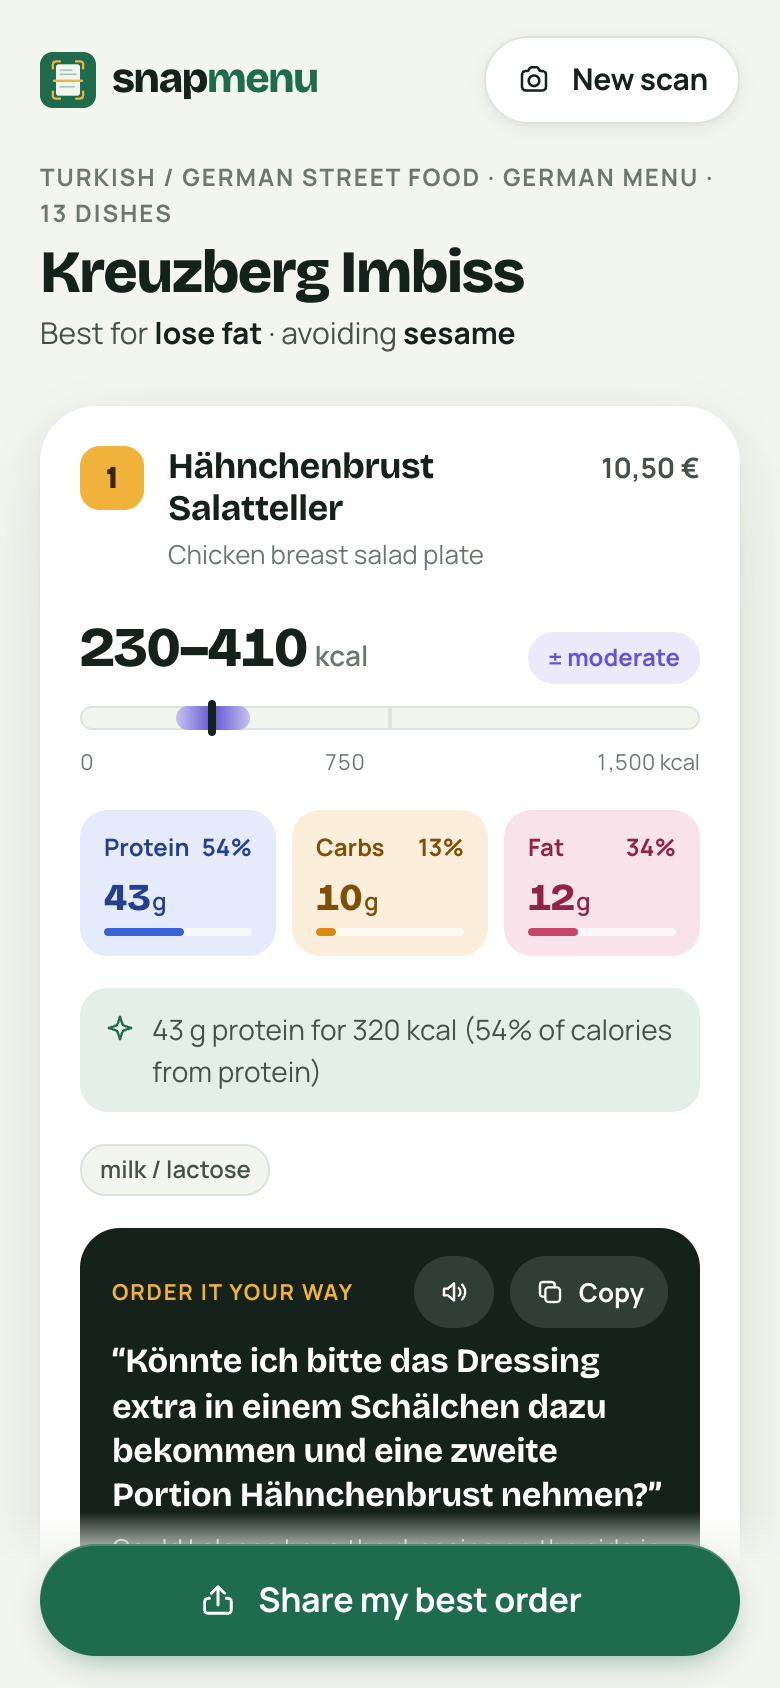 snapmenu
New scan
TURKISH / GERMAN STREET FOOD · GERMAN MENU ·
13 DISHES
Kreuzberg Imbiss
Best for lose fat · avoiding sesame
1
Hähnchenbrust
Salatteller
10,50 €
Chicken breast salad plate
230–410 kcal
± moderate
0 750 1,500 kcal
Protein 54%
43g
Carbs 13%
10g
Fat 34%
12g
43 g protein for 320 kcal (54% of calories
from protein)
milk / lactose
ORDER IT YOUR WAY
Copy
“Könnte ich bitte das Dressing
extra in einem Schälchen dazu
bekommen und eine zweite
Portion Hähnchenbrust nehmen?”
Share my best order